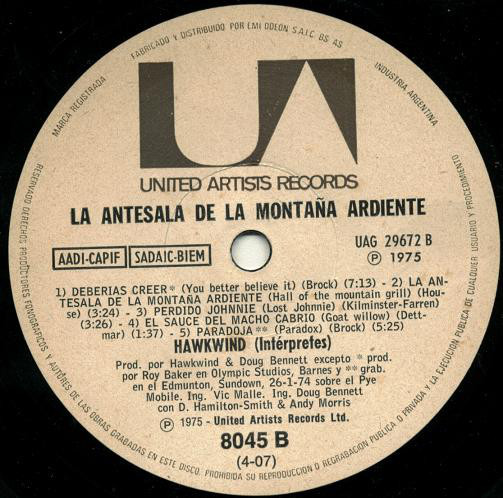 FABRICADO Y DISTRIBUIDO POR EMI ODEON S.A.I.C. BS AS
MARCA REGISTRADA
INDUSTRIA ARGENTINA
UA
UNITED ARTISTS RECORDS
LA ANTESALA DE LA MONTAÑA ARDIENTE
AADI-CAPIF SADAIC-BIEM
UAG 29672 B
Ⓟ 1975
1) DEBERIAS CREER* (You better believe it) (Brock) (7:13) - 2) LA AN-
TESALA DE LA MONTAÑA ARDIENTE (Hall of the mountain grill) (Hou-
se) (3:24) - 3) PERDIDO JOHNNIE (Lost Johnnie) (Kilminster-Farren)
(3:26) - 4) EL SAUCE DEL MACHO CABRIO (Goat willow) (Dett-
mar) (1:37) - 5) PARADOJA** (Paradox) (Brock) (5:25)
HAWKWIND (Intérpretes)
Prod. por Hawkwind & Doug Bennett excepto * prod.
por Roy Baker en Olympic Studios, Barnes y ** grab.
en el Edmunton, Sundown, 26-1-74 sobre el Pye
Mobile. Ing. Vic Malle. Ing. Doug Bennett
con D. Hamilton-Smith & Andy Morris
Ⓟ 1975 - United Artists Records Ltd.
8045 B
(4-07)
RESERVADO DERECHOS PRODUCTORES FONOGRAFICOS Y AUTORES DE LAS OBRAS GRABADAS EN ESTE DISCO. PROHIBIDA SU REPRODUCCION O REGRABACION PUBLICA O PRIVADA Y LA EJECUCION PUBLICA DE CUALQUIER USUARIO Y PROCEDIMIENTO